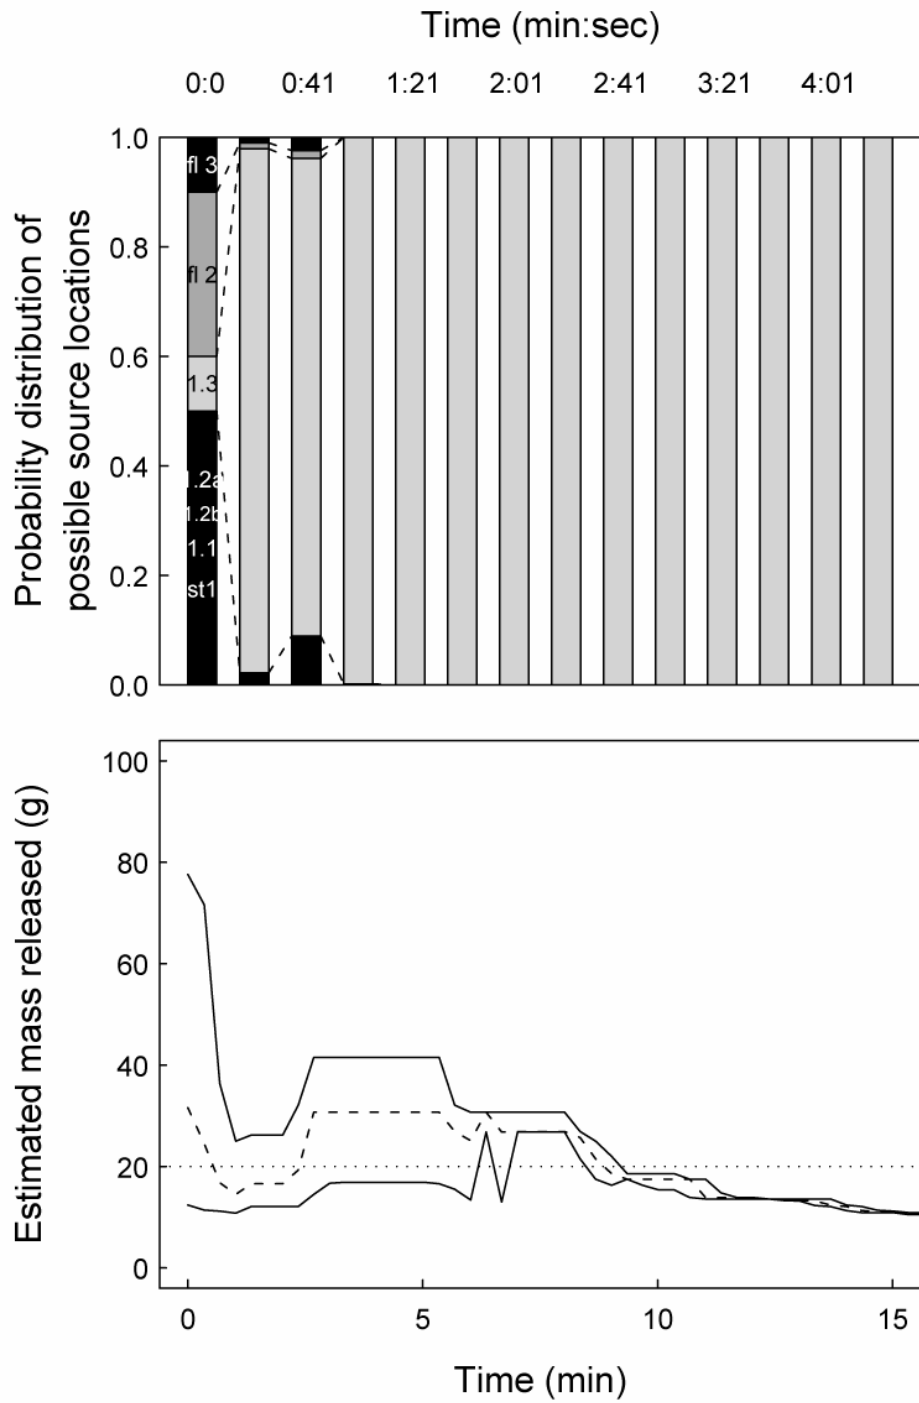 Time (min:sec)
0:0 0:41 1:21 2:01 2:41 3:21 4:01
Probability distribution of
possible source locations
1.0
0.8
0.6
0.4
0.2
0.0
fl 3
fl 2
1.3
1.2a
1.2b
1.1
st1
Estimated mass released (g)
100
80
60
40
20
0
0 5 10 15
Time (min)